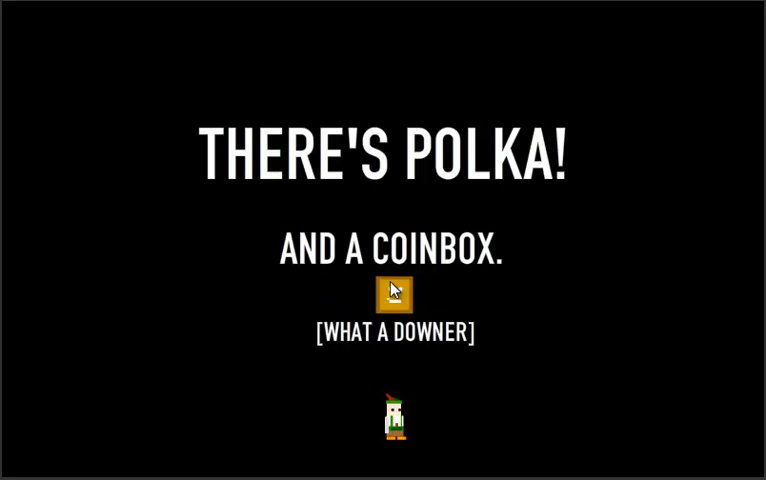 THERE'S POLKA!
AND A COINBOX.
[WHAT A DOWNER]